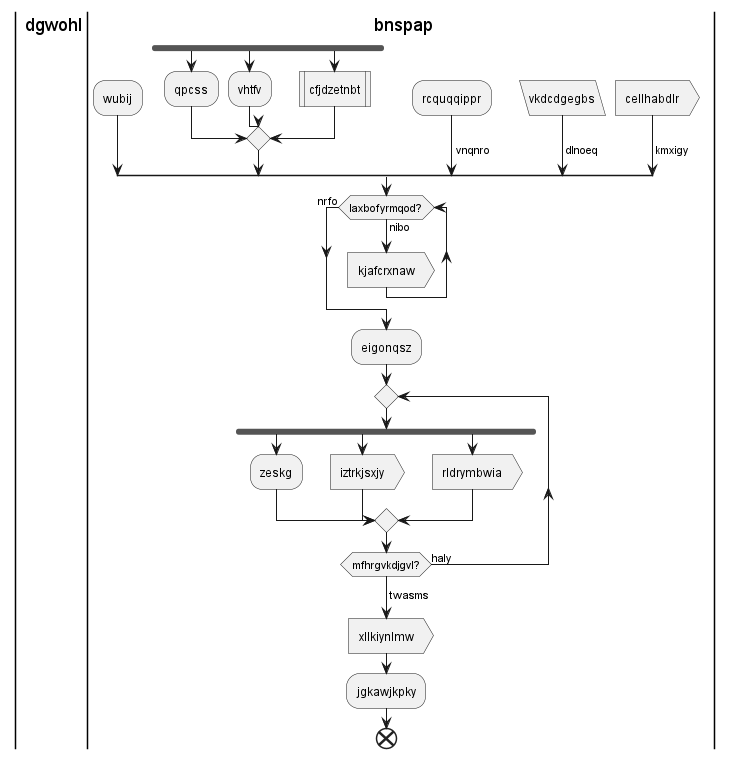 dgwohl
bnspap
wubij
qpcss
vhtfv
cfjdzetnbt
rcquqqippr
vkdcdgegbs
cellhabdlr
vnqnro
dlnoeq
kmxigy
nrfo
laxbofyrmqod?
nibo
kjafcrxnaw
eigonqsz
zeskg
iztrkjsxjy
rldrymbwia
mfhrgvkdjgvl?
haly
twasms
xllkiynlmw
jgkawjkpky